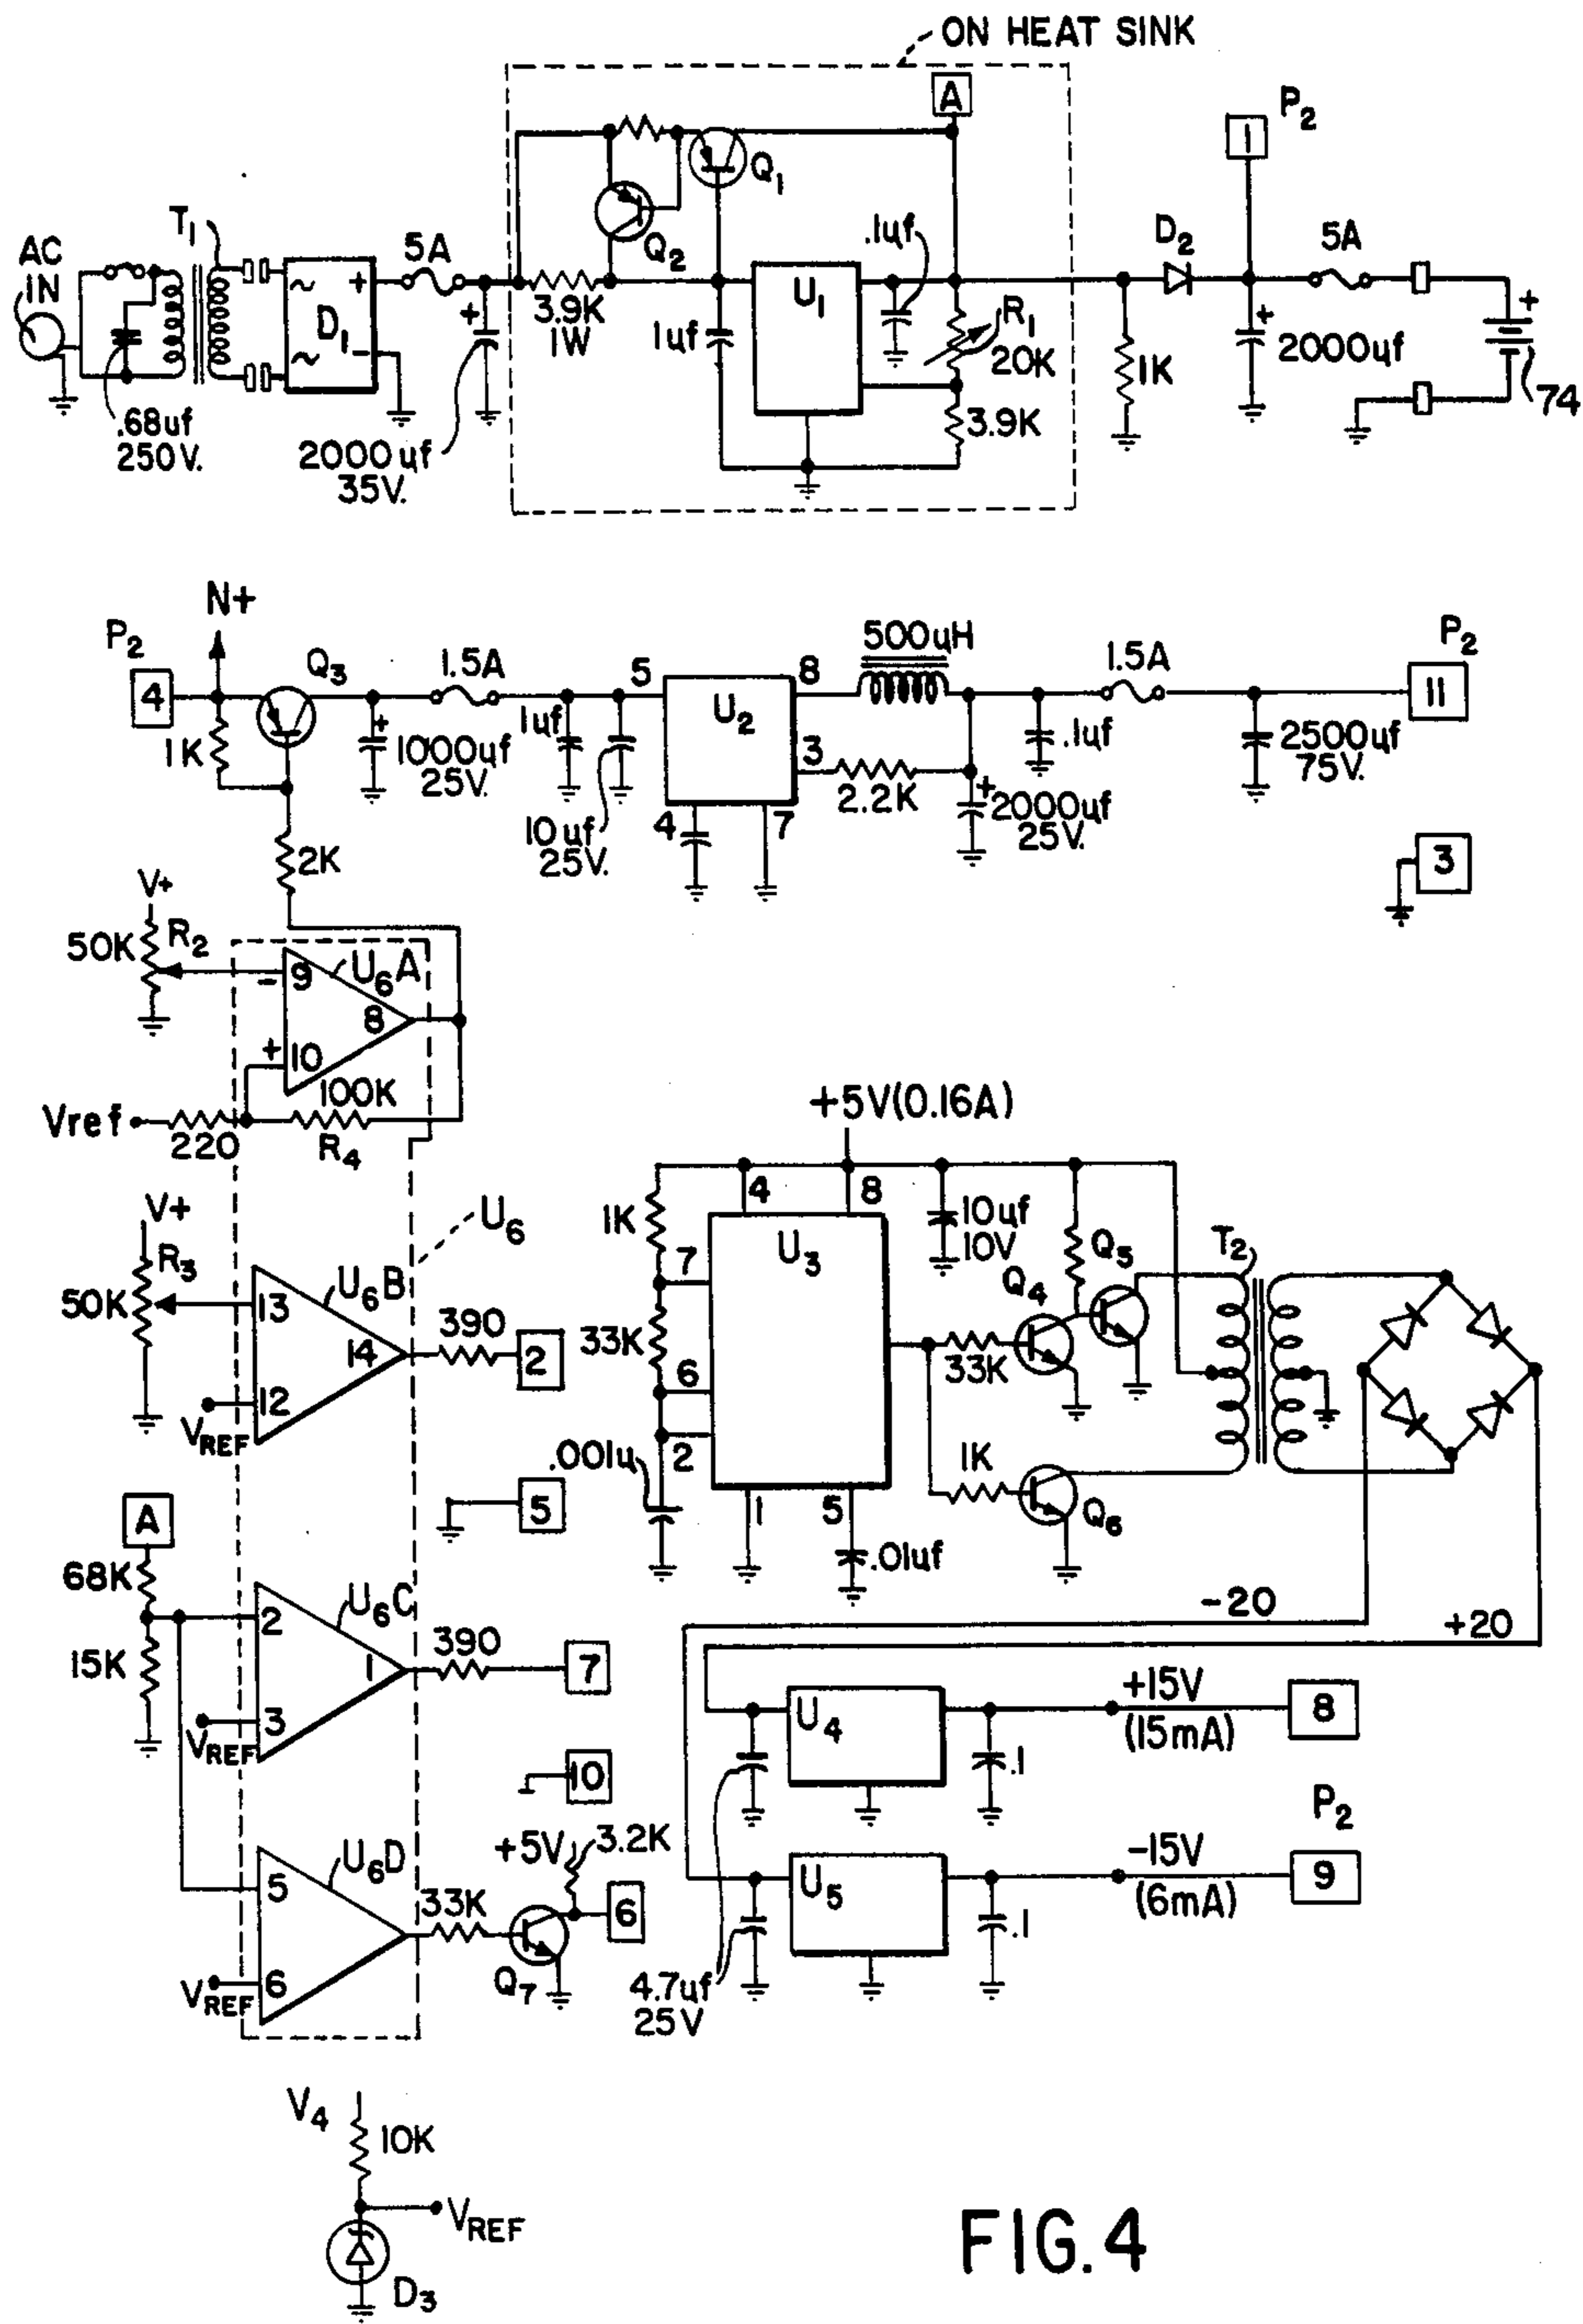 ON HEAT SINK
A
P2
1
T1
AC
IN
5A
Q1
Q2
.1uf
D2
5A
~
+
D1
~
-
+
3.9K
1W
1uf
U1
R1
20K
+
2000uf
+
1K
74
.68uf
250V.
2000uf
35V.
3.9K
N+
P2
4
Q3
1.5A
5
U2
8
500uH
1.5A
P2
11
1K
+
1000uf
25V.
1uf
3
2.2K
.1uf
2500uf
75V.
10uf
25V.
4
7
+
2000uf
25V.
3
2K
V+
50K
R2
-
9
U6A
8
+
10
100K
Vref
220
R4
+5V(0.16A)
V+
R3
50K
U6
13
U6B
14
390
2
12
VREF
1K
4
8
7
U3
10uf
10V
Q5
T2
Q4
33K
6
33K
.001u
2
1K
1
5
Q6
.01uf
5
A
68K
15K
2
U6C
1
390
7
3
VREF
-20
+20
U4
+15V
(15mA)
8
.1
10
P2
+5V
3.2K
U6D
5
33K
6
Q7
6
VREF
U5
-15V
(6mA)
9
.1
4.7uf
25V
V4
10K
VREF
D3
FIG.4